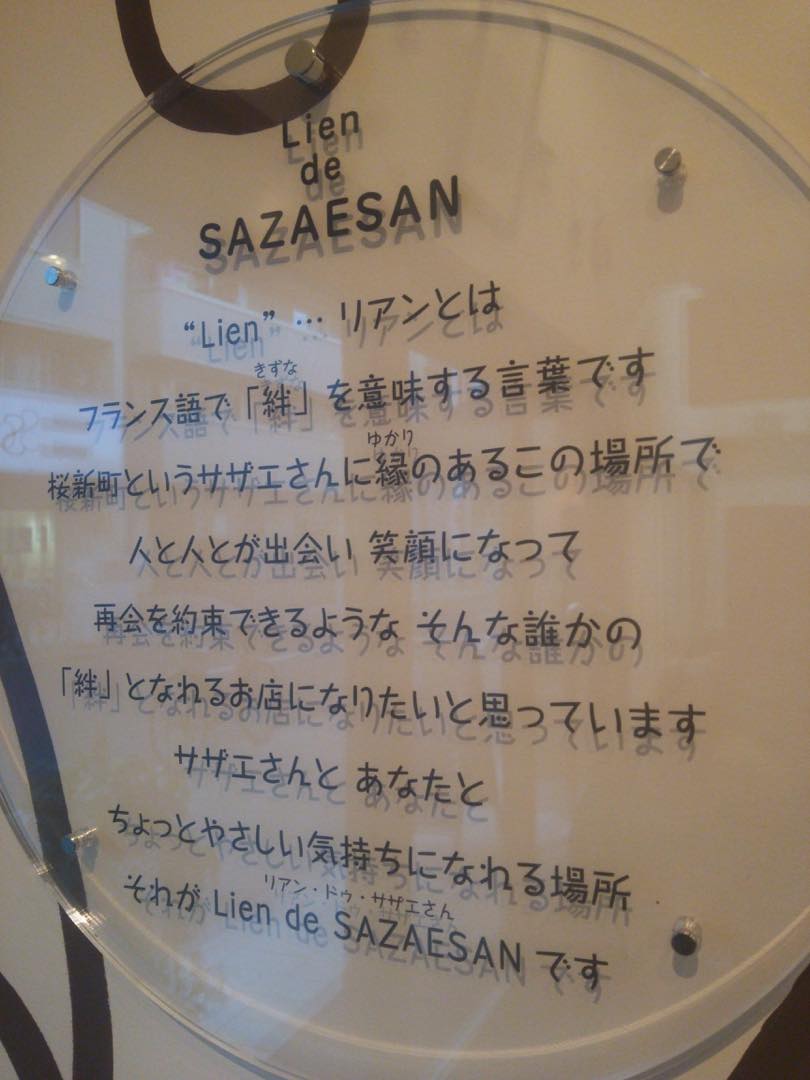 Lien
de
SAZAESAN
“Lien”… リアンとは
きずな
フランス語で「絆」を意味する言葉です
ゆかり
桜新町というサザエさんに縁のあるこの場所で
人と人とが出会い 笑顔になって
再会を約束できるような そんな誰かの
「絆」となれるお店になりたいと思っています
サザエさんと あなたと
ちょっとやさしい気持ちになれる場所
リアン・ドゥ・サザエさん
それが Lien de SAZAESAN です